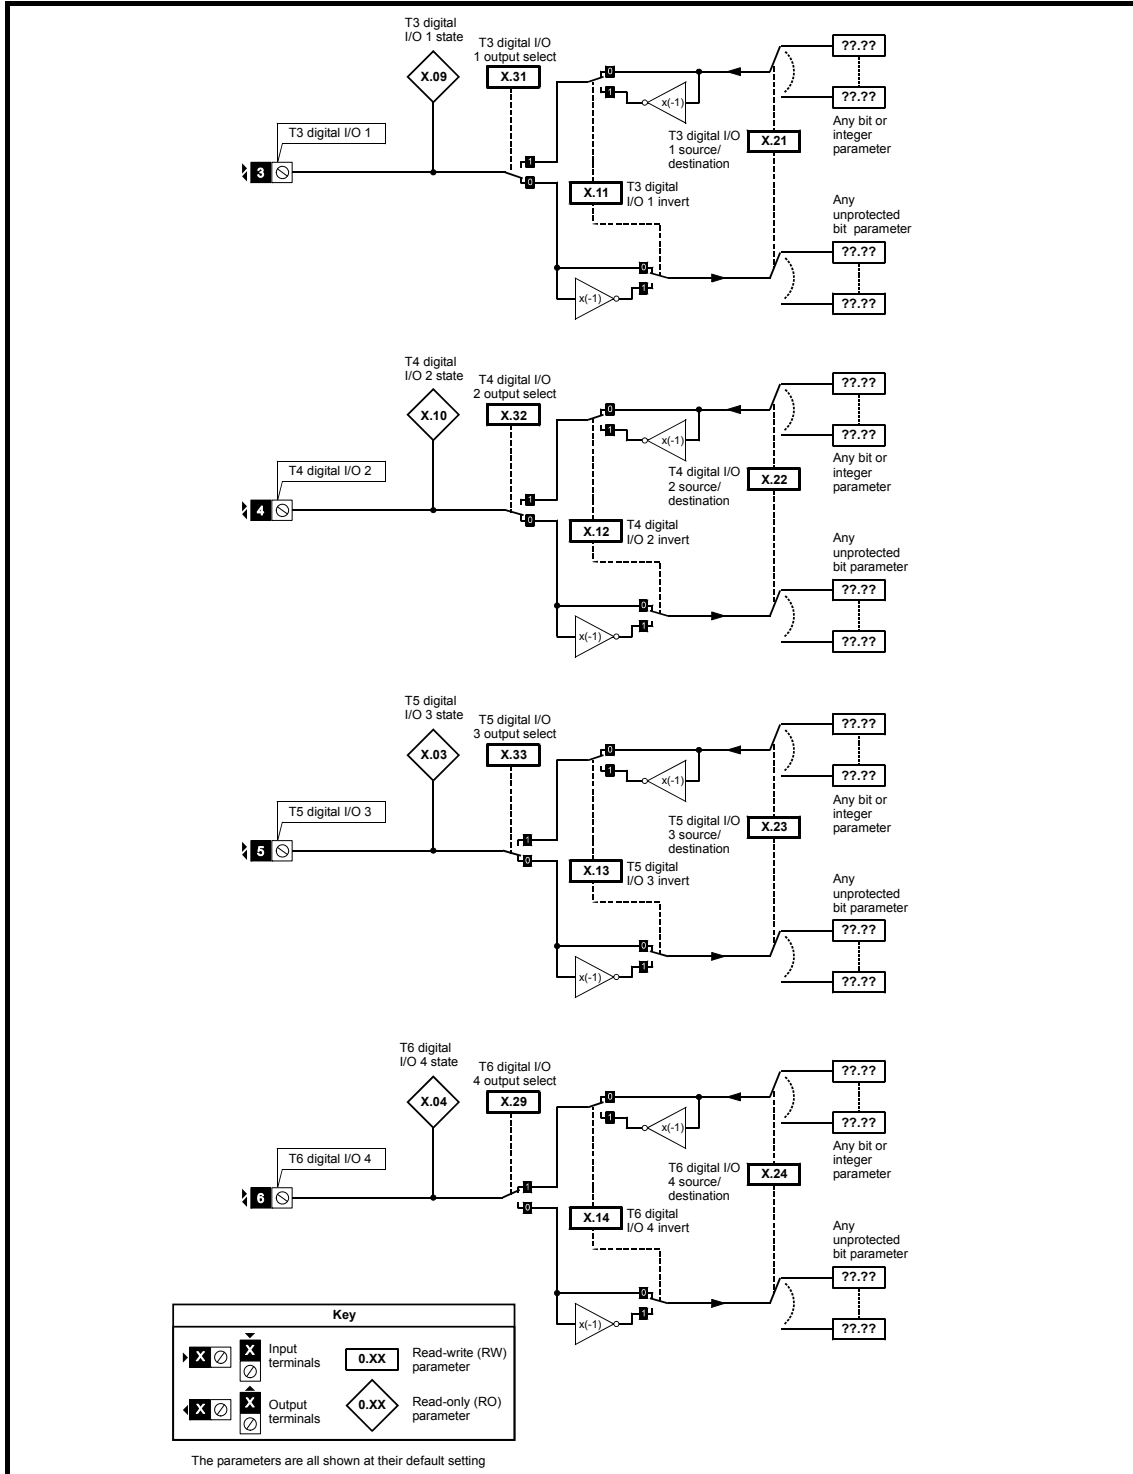 T3 digital
I/O 1 state
X.09
T3 digital I/O
1 output select
X.31
T3 digital I/O 1
3
1
0
0
1
x(-1)
X.11
T3 digital
I/O 1 invert
T3 digital I/O
1 source/
destination
X.21
??.??
??.??
Any bit or
integer
parameter
Any
unprotected
bit parameter
??.??
??.??
0
1
x(-1)
T4 digital
I/O 2 state
X.10
T4 digital I/O
2 output select
X.32
T4 digital I/O 2
4
1
0
0
1
x(-1)
X.12
T4 digital
I/O 2 invert
T4 digital I/O
2 source/
destination
X.22
??.??
??.??
Any bit or
integer
parameter
Any
unprotected
bit parameter
??.??
??.??
0
1
x(-1)
T5 digital
I/O 3 state
X.03
T5 digital I/O
3 output select
X.33
T5 digital I/O 3
5
1
0
0
1
x(-1)
X.13
T5 digital
I/O 3 invert
T5 digital I/O
3 source/
destination
X.23
??.??
??.??
Any bit or
integer
parameter
Any
unprotected
bit parameter
??.??
??.??
0
1
x(-1)
T6 digital
I/O 4 state
X.04
T6 digital I/O
4 output select
X.29
T6 digital I/O 4
6
1
0
0
1
x(-1)
X.14
T6 digital
I/O 4 invert
T6 digital I/O
4 source/
destination
X.24
??.??
??.??
Any bit or
integer
parameter
Any
unprotected
bit parameter
??.??
??.??
0
1
x(-1)
Key
X
X
Input
terminals
0.XX
Read-write (RW)
parameter
X
X
Output
terminals
0.XX
Read-only (RO)
parameter
The parameters are all shown at their default setting